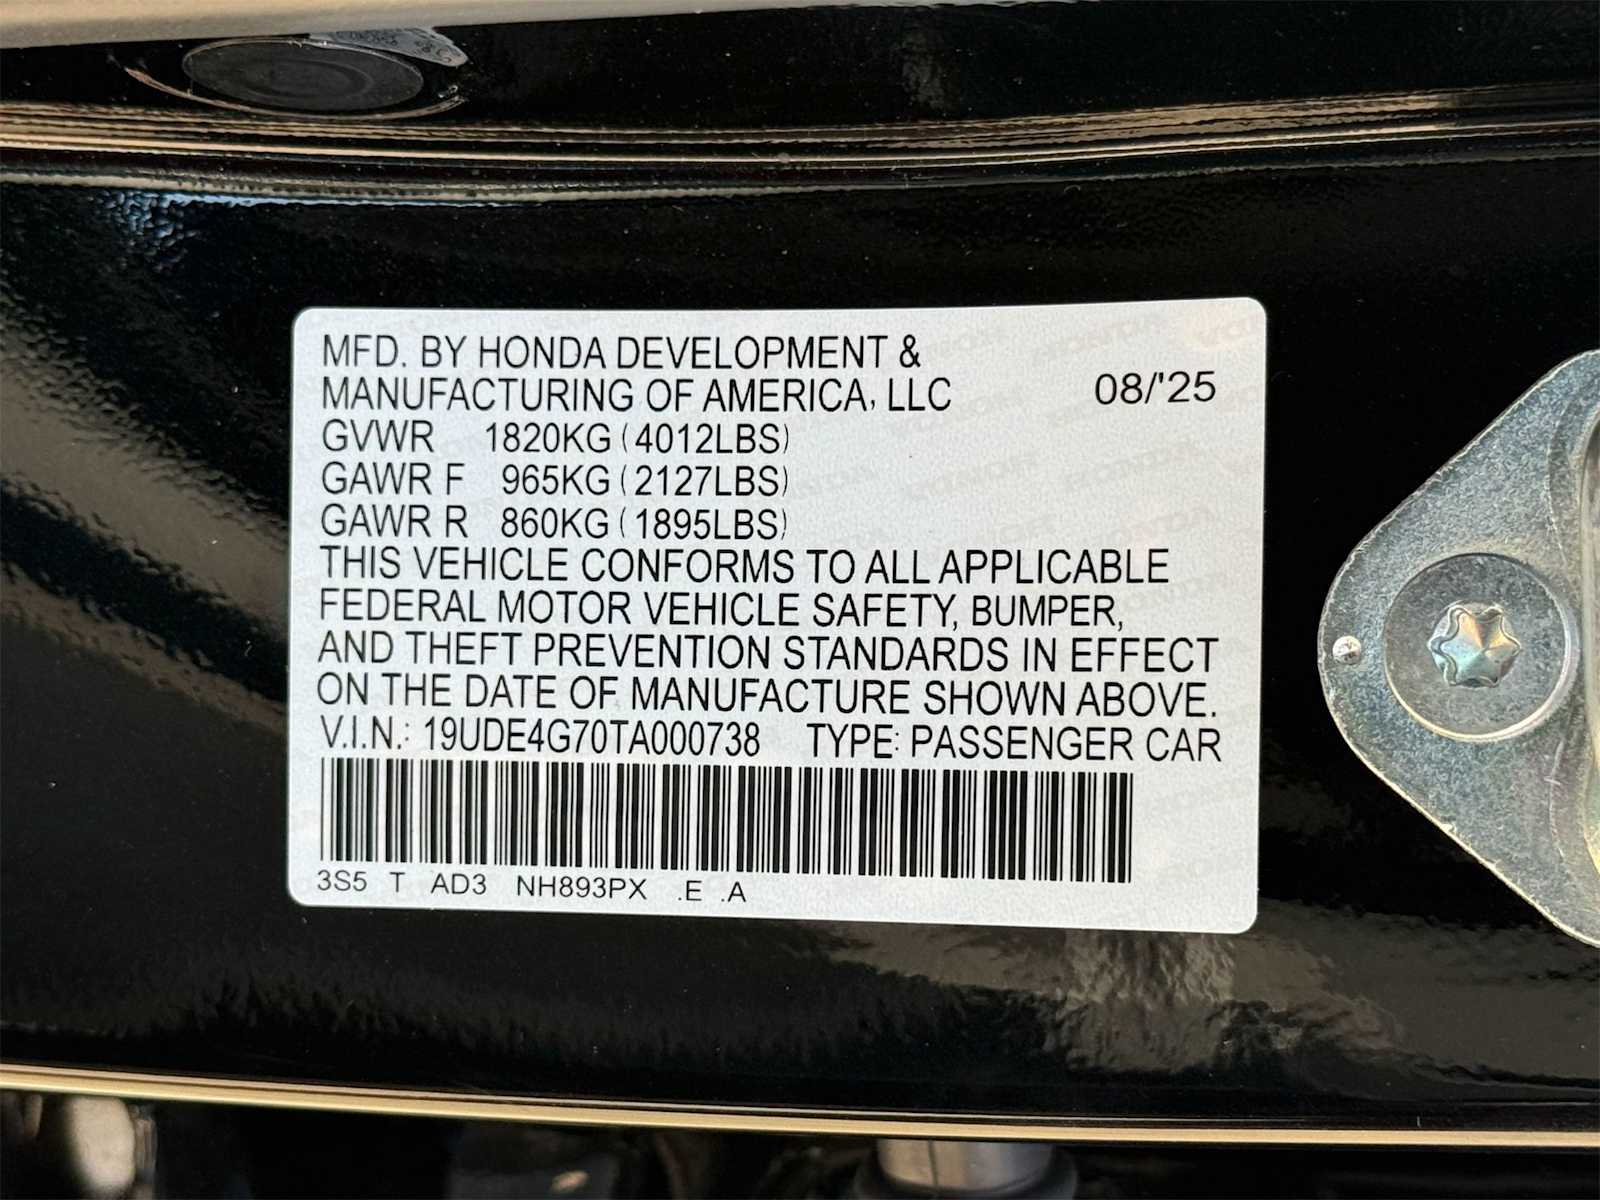 MFD. BY HONDA DEVELOPMENT &
MANUFACTURING OF AMERICA, LLC 08/'25
GVWR 1820KG (4012LBS)
GAWR F 965KG (2127LBS)
GAWR R 860KG (1895LBS)
THIS VEHICLE CONFORMS TO ALL APPLICABLE
FEDERAL MOTOR VEHICLE SAFETY, BUMPER,
AND THEFT PREVENTION STANDARDS IN EFFECT
ON THE DATE OF MANUFACTURE SHOWN ABOVE.
V.I.N.: 19UDE4G70TA000738 TYPE: PASSENGER CAR
3S5 T AD3 NH893PX .E .A